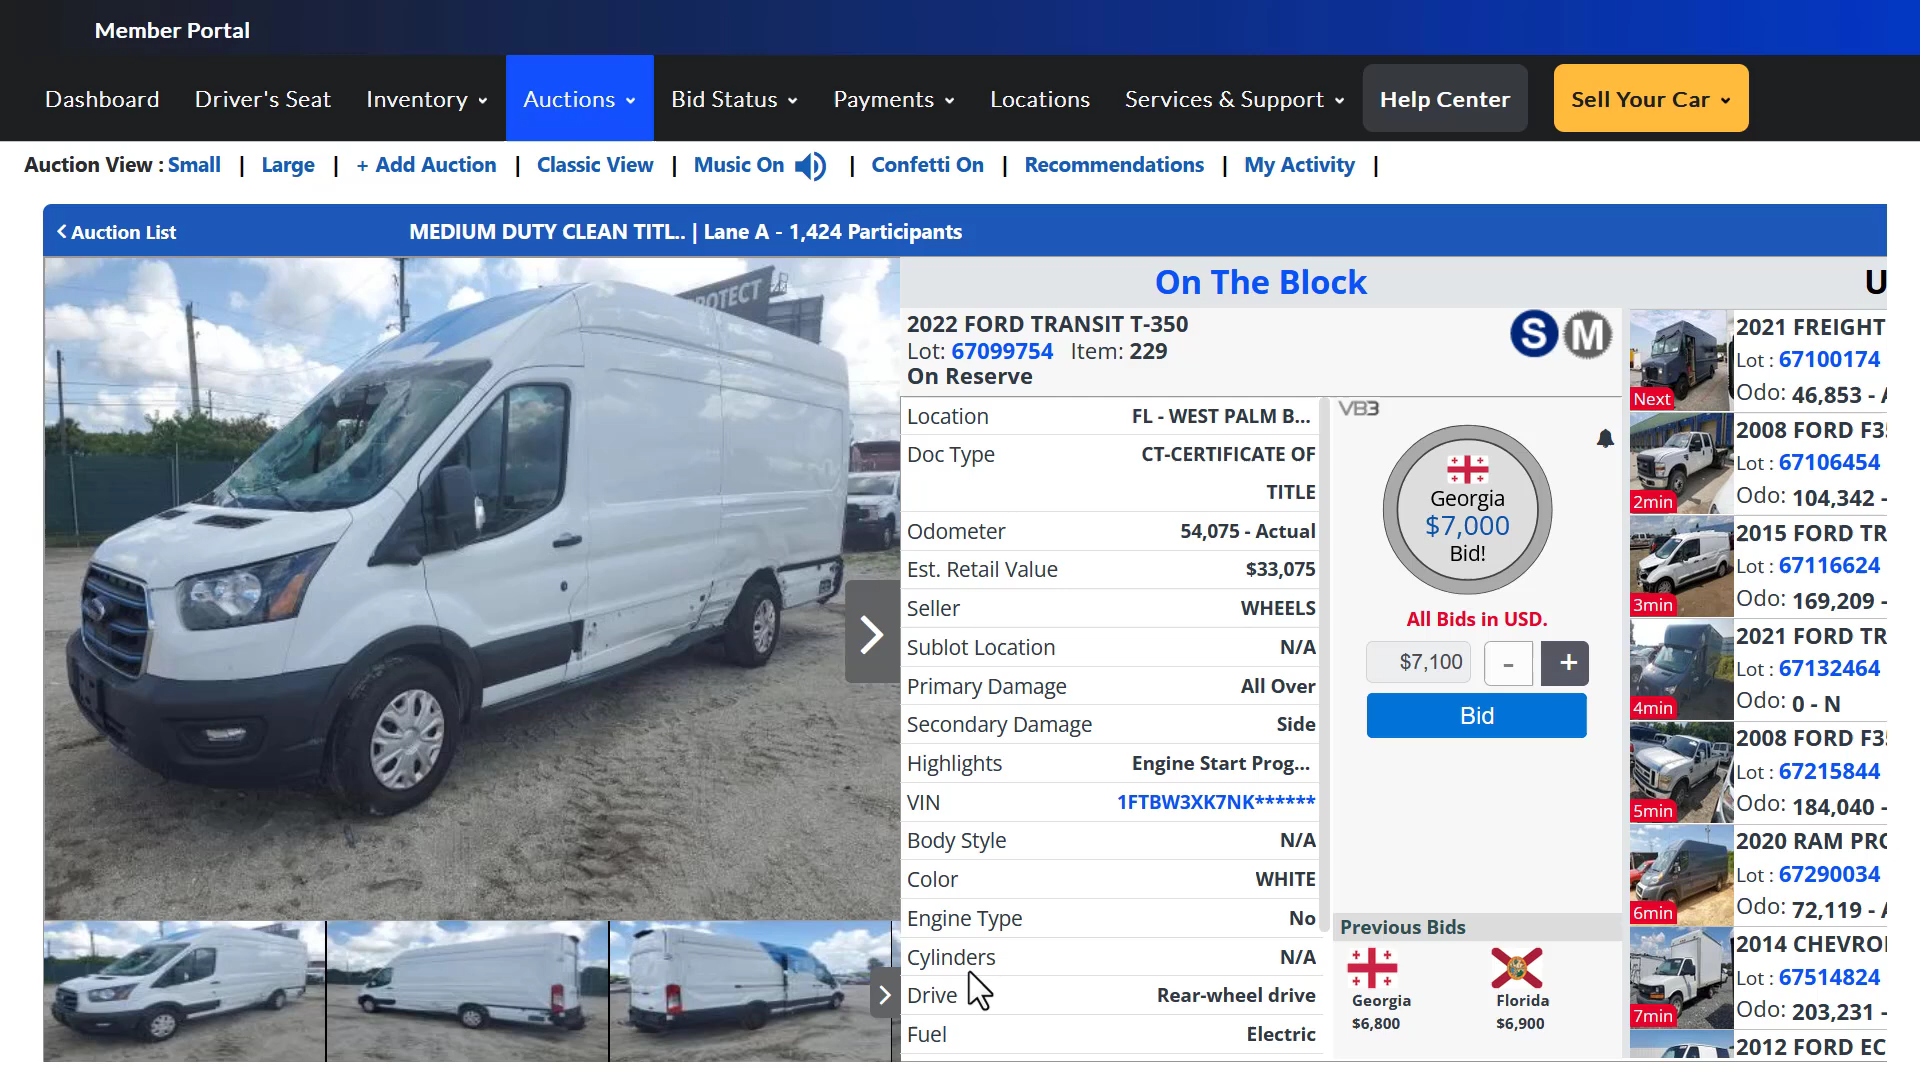 Member Portal
Dashboard Driver's Seat Inventory Auctions Bid Status Payments Locations Services & Support Help Center Sell Your Car
Auction View : Small | Large | + Add Auction | Classic View | Music On | Confetti On | Recommendations | My Activity |
Auction List MEDIUM DUTY CLEAN TITL.. | Lane A - 1,424 Participants
PROTECT
On The Block
U
2022 FORD TRANSIT T-350
Lot: 67099754 Item: 229
On Reserve
S M
Location FL - WEST PALM B...
Doc Type CT-CERTIFICATE OF
TITLE
Odometer 54,075 - Actual
Est. Retail Value $33,075
Seller WHEELS
Sublot Location N/A
Primary Damage All Over
Secondary Damage Side
Highlights Engine Start Prog...
VIN 1FTBW3XK7NK******
Body Style N/A
Color WHITE
Engine Type No
Cylinders N/A
Drive Rear-wheel drive
Fuel Electric
VB3
Georgia
$7,000
Bid!
All Bids in USD.
$7,100 - +
Bid
Previous Bids
Georgia
$6,800
Florida
$6,900
2021 FREIGHT
Lot : 67100174
Odo: 46,853 - A
Next
2008 FORD F35
Lot : 67106454
Odo: 104,342 -
2min
2015 FORD TR
Lot : 67116624
Odo: 169,209 -
3min
2021 FORD TR
Lot : 67132464
Odo: 0 - N
4min
2008 FORD F35
Lot : 67215844
Odo: 184,040 -
5min
2020 RAM PRO
Lot : 67290034
Odo: 72,119 - A
6min
2014 CHEVROL
Lot : 67514824
Odo: 203,231 -
7min
2012 FORD EC